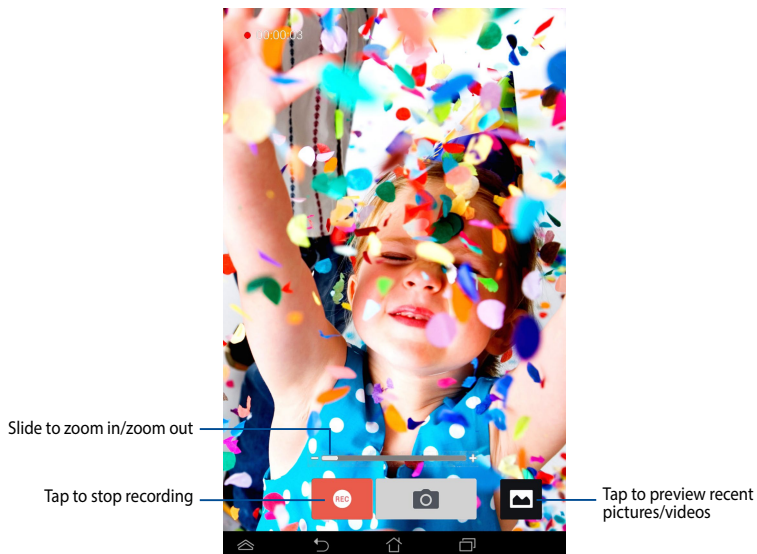 00:00:03
Slide to zoom in/zoom out
- +
Tap to stop recording
REC
Tap to preview recent
pictures/videos